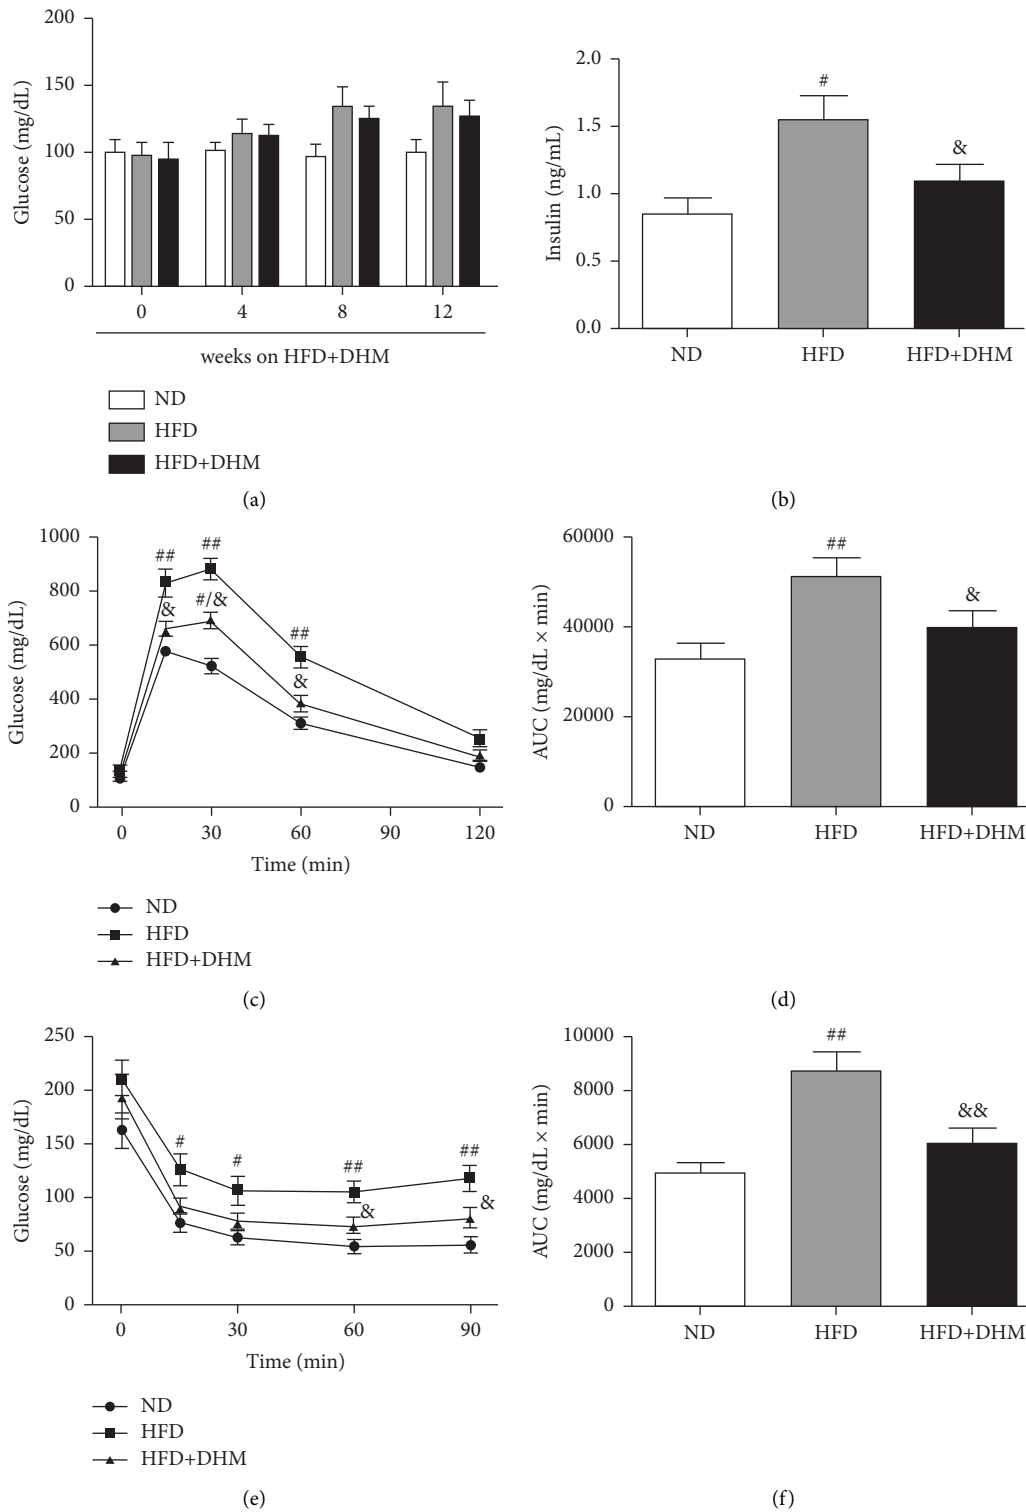 200
150
100
50
0
Glucose (mg/dL)
0 4 8 12
weeks on HFD+DHM
ND
HFD
HFD+DHM
(a)
2.0
1.5
1.0
0.5
0.0
Insulin (ng/mL)
#
&
ND HFD HFD+DHM
(b)
1000
800
600
400
200
0
Glucose (mg/dL)
## ##
& #/&
##
&
0 30 60 90 120
Time (min)
ND
HFD
HFD+DHM
(c)
60000
40000
20000
0
AUC (mg/dL × min)
##
&
ND HFD HFD+DHM
(d)
250
200
150
100
50
0
Glucose (mg/dL)
# # ## ##
& &
0 30 60 90
Time (min)
ND
HFD
HFD+DHM
(e)
10000
8000
6000
4000
2000
0
AUC (mg/dL × min)
##
&&
ND HFD HFD+DHM
(f)